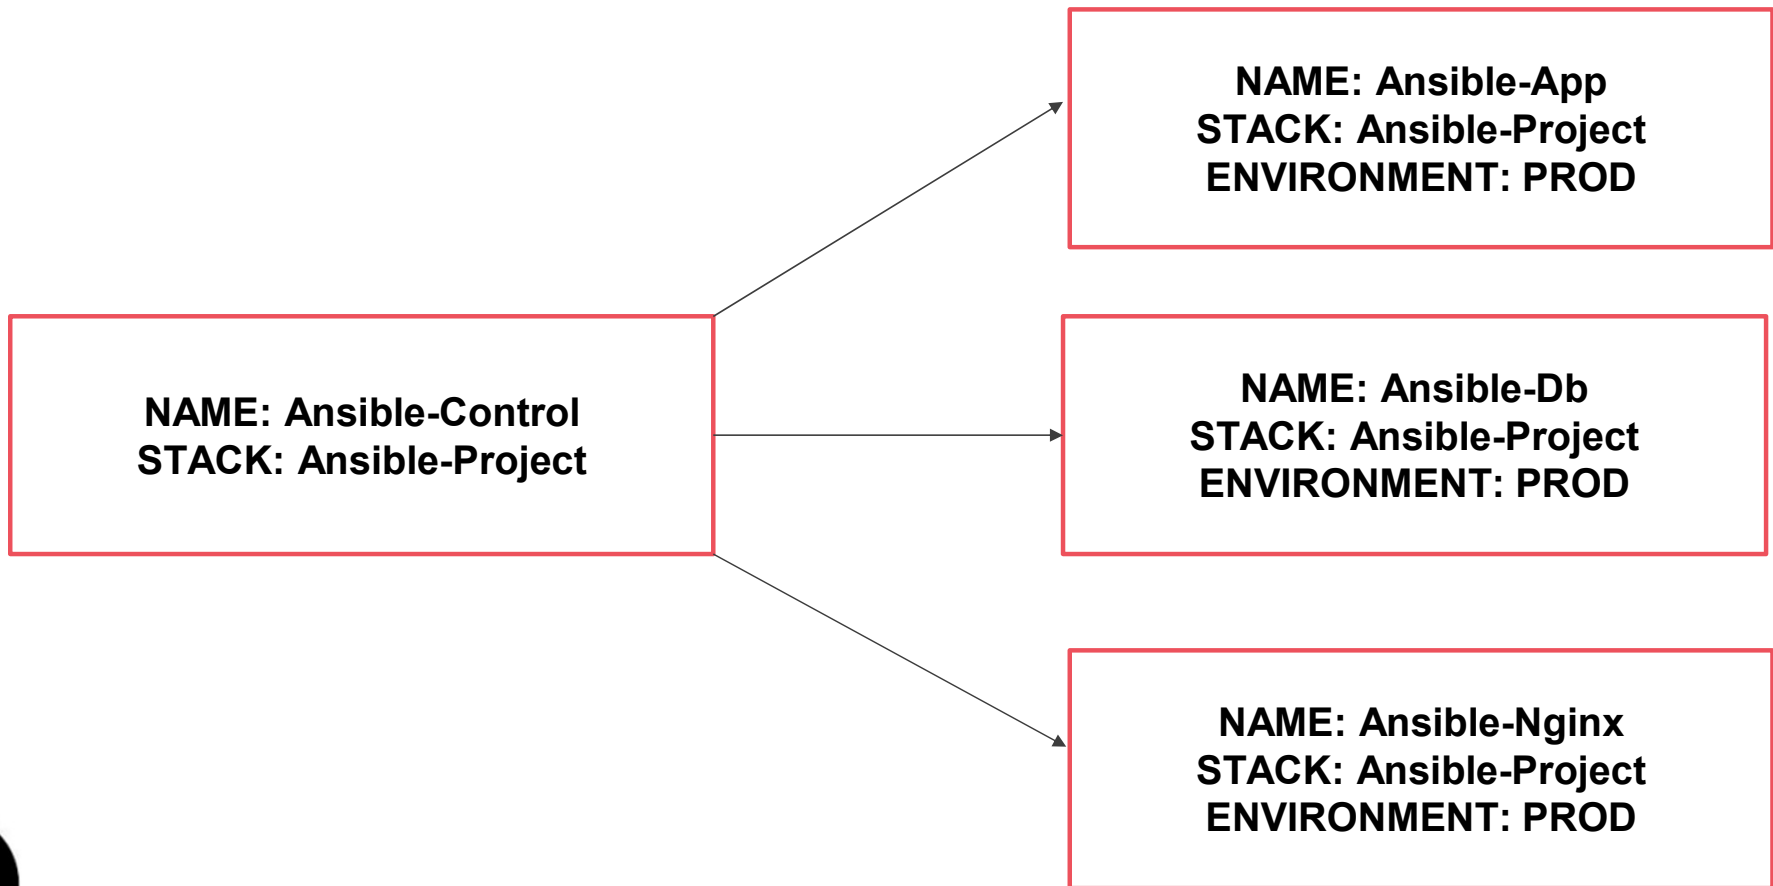 NAME: Ansible-App
STACK: Ansible-Project
ENVIRONMENT: PROD
NAME: Ansible-Control
STACK: Ansible-Project
NAME: Ansible-Db
STACK: Ansible-Project
ENVIRONMENT: PROD
NAME: Ansible-Nginx
STACK: Ansible-Project
ENVIRONMENT: PROD